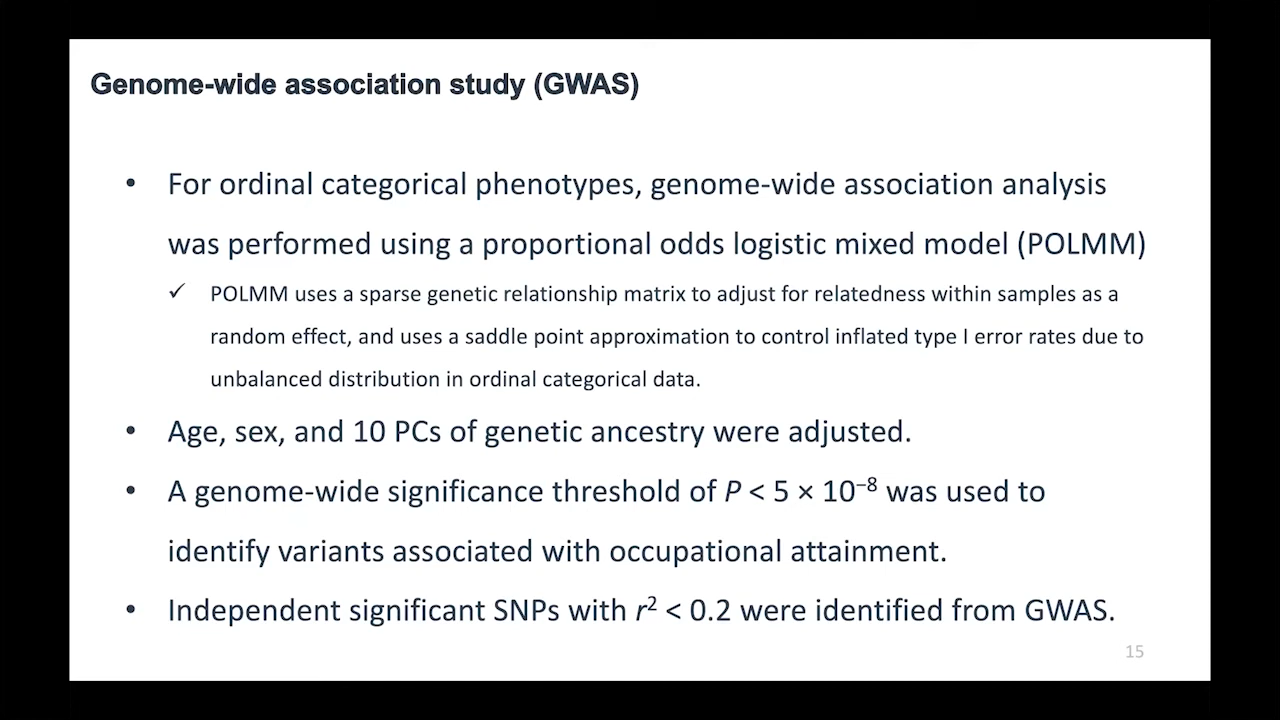 Genome-wide association study (GWAS)
• For ordinal categorical phenotypes, genome-wide association analysis
was performed using a proportional odds logistic mixed model (POLMM)
✓ POLMM uses a sparse genetic relationship matrix to adjust for relatedness within samples as a
random effect, and uses a saddle point approximation to control inflated type I error rates due to
unbalanced distribution in ordinal categorical data.
• Age, sex, and 10 PCs of genetic ancestry were adjusted.
• A genome-wide significance threshold of P < 5 × 10⁻⁸ was used to
identify variants associated with occupational attainment.
• Independent significant SNPs with r² < 0.2 were identified from GWAS.
15